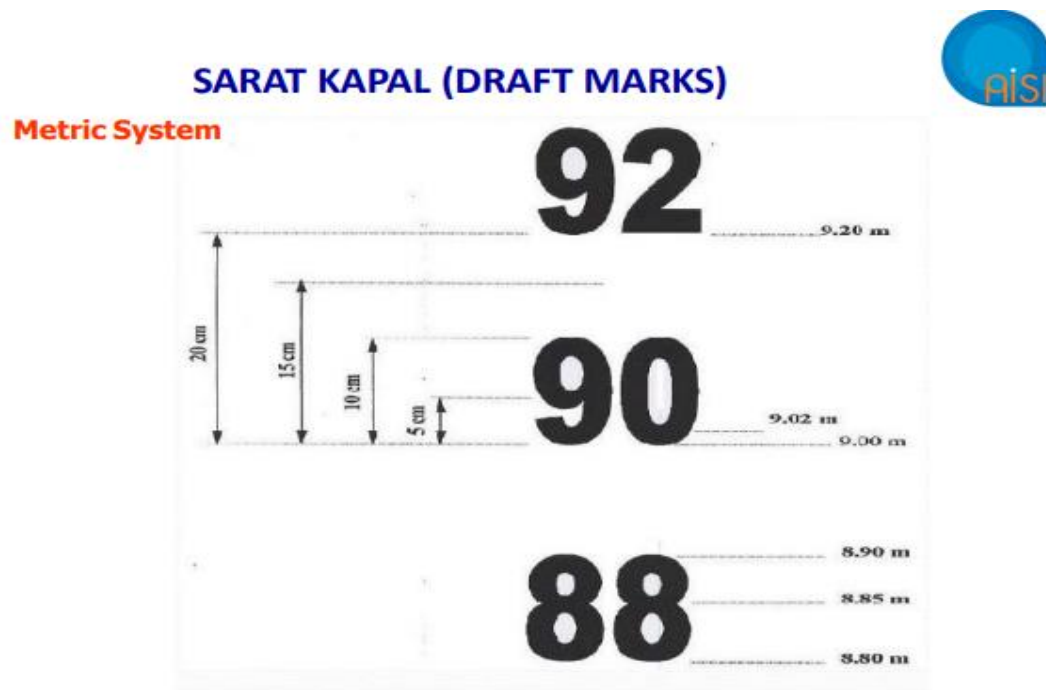 SARAT KAPAL (DRAFT MARKS)
AiSI
Metric System
92
9.20 m
20 cm
15 cm
10 cm
5 cm
90
9.02 m
9.00 m
88
8.90 m
8.85 m
8.80 m